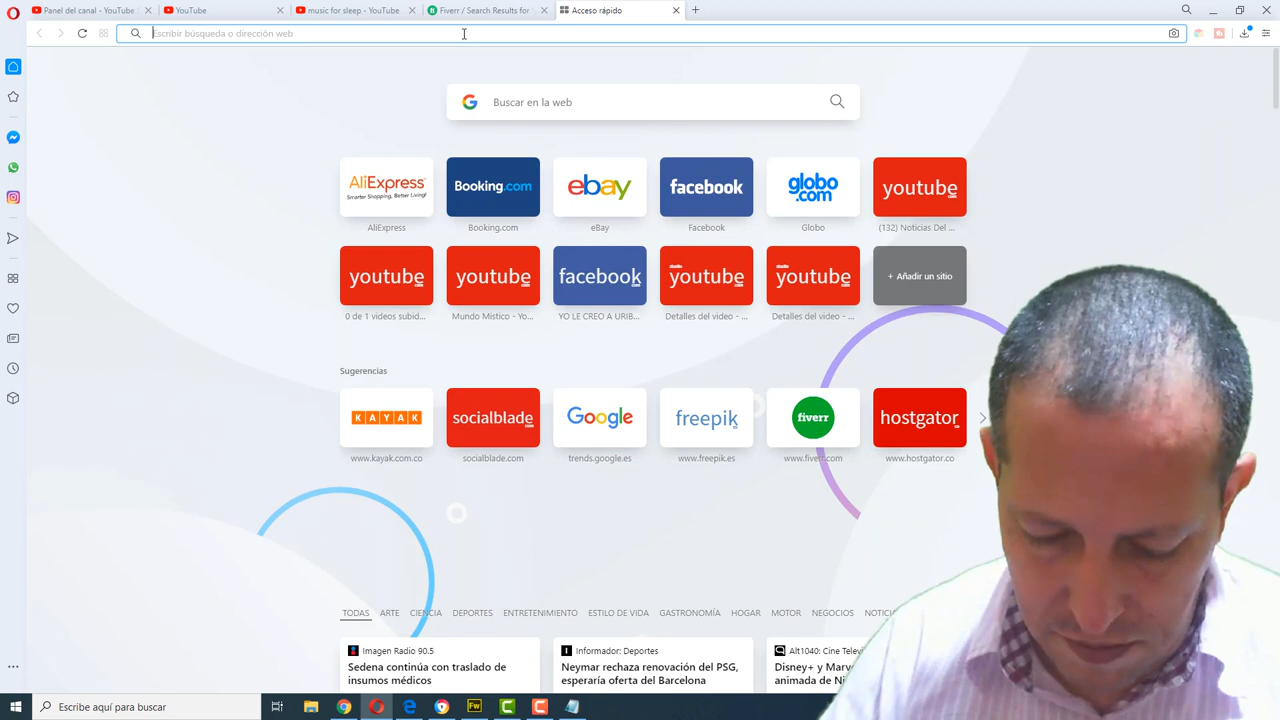 Panel del canal - YouTube
YouTube
music for sleep - YouTube
Fiverr / Search Results for
Acceso rápido
Escribir búsqueda o dirección web
Buscar en la web
AliExpress
Smarter Shopping, Better Living!
Booking.com
ebay
facebook
globo
.com
youtube
AliExpress
Booking.com
eBay
Facebook
Globo
(132) Noticias Del ...
youtube
youtube
facebook
youtube
youtube
+ Añadir un sitio
0 de 1 videos subid...
Mundo Mistico - Yo...
YO LE CREO A URIB...
Detalles del video - ...
Detalles del video - ...
Sugerencias
KAYAK
socialblade
Google
freepik
fiverr
hostgator
www.kayak.com.co
socialblade.com
trends.google.es
www.freepik.es
www.fiverr.com
www.hostgator.co
TODAS ARTE CIENCIA DEPORTES ENTRETENIMIENTO ESTILO DE VIDA GASTRONOMÍA HOGAR MOTOR NEGOCIOS
Imagen Radio 90.5
Sedena continúa con traslado de
insumos médicos
Informador: Deportes
Neymar rechaza renovación del PSG,
esperaría oferta del Barcelona
Alt1040: Cine
Disney+ y
animada de
Escribe aquí para buscar
Fw